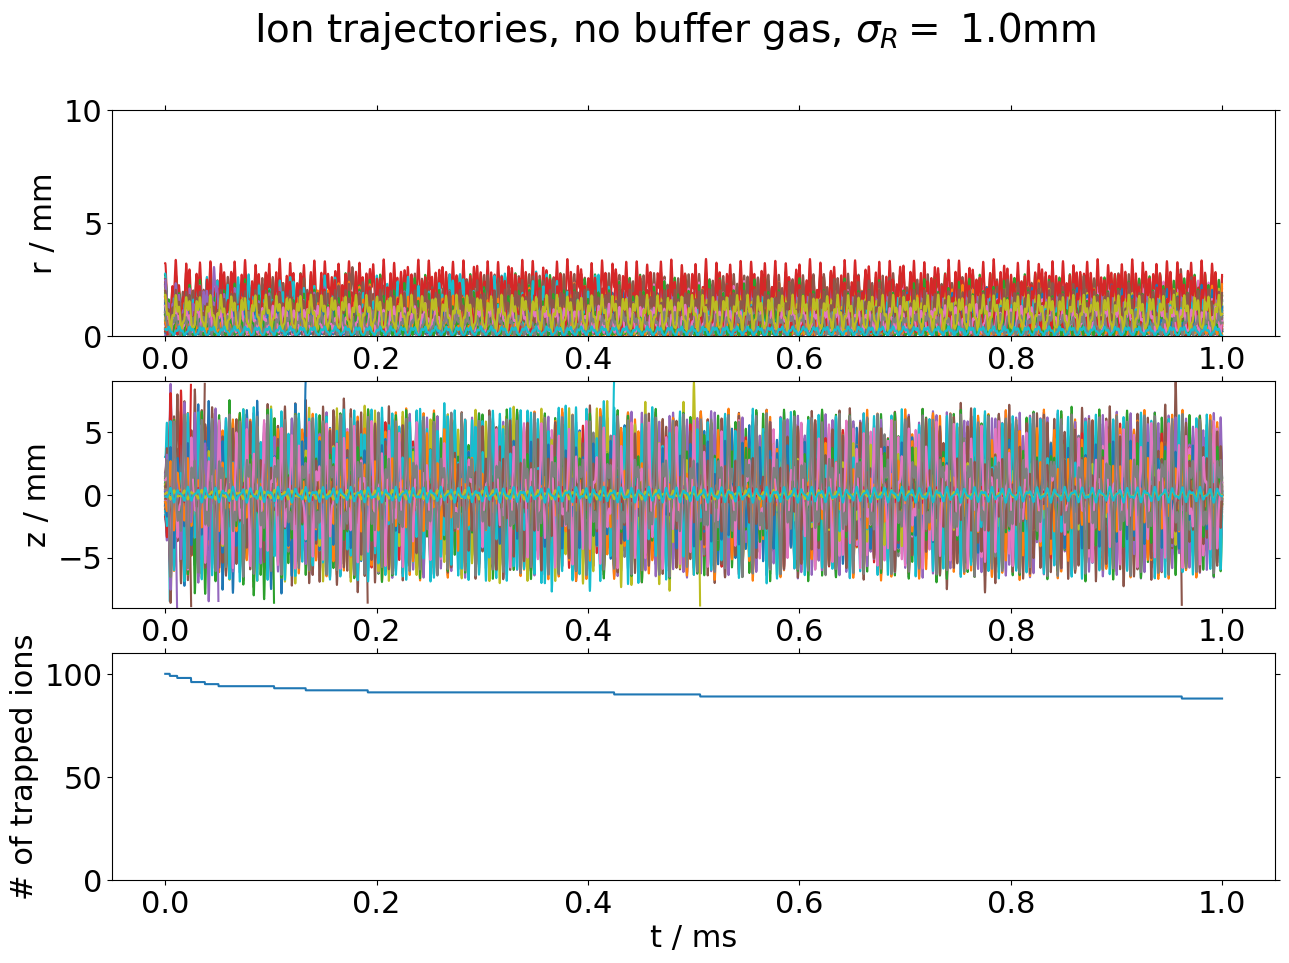 Ion trajectories, no buffer gas, σ_R = 1.0mm
10
5
0
r / mm
0.0 0.2 0.4 0.6 0.8 1.0
5
0
−5
z / mm
0.0 0.2 0.4 0.6 0.8 1.0
100
50
0
# of trapped ions
0.0 0.2 0.4 0.6 0.8 1.0
t / ms